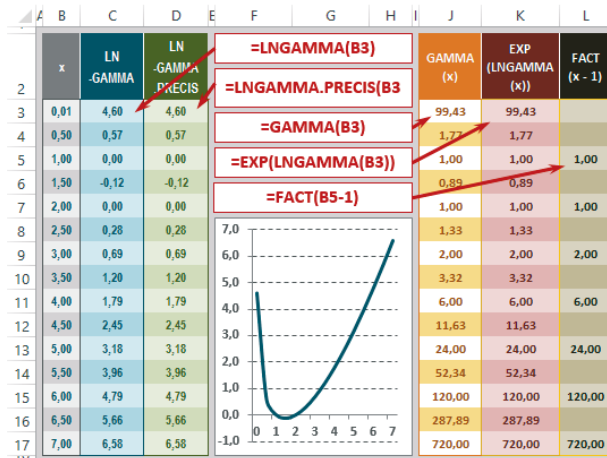 A B C D E F G H I J K L
2 x LN -GAMMA LN -GAMMA .PRECIS =LNGAMMA(B3) GAMMA (x) EXP (LNGAMMA (x)) FACT (x - 1)
=LNGAMMA.PRECIS(B3
3 0,01 4,60 4,60 99,43 99,43
=GAMMA(B3)
4 0,50 0,57 0,57 1,77 1,77
5 1,00 0,00 0,00 =EXP(LNGAMMA(B3)) 1,00 1,00 1,00
6 1,50 -0,12 -0,12 0,89 0,89
=FACT(B5-1)
7 2,00 0,00 0,00 1,00 1,00 1,00
8 2,50 0,28 0,28 7,0 1,33 1,33
9 3,00 0,69 0,69 6,0 2,00 2,00 2,00
10 3,50 1,20 1,20 5,0 3,32 3,32
11 4,00 1,79 1,79 4,0 6,00 6,00 6,00
12 4,50 2,45 2,45 3,0 11,63 11,63
13 5,00 3,18 3,18 24,00 24,00 24,00
14 5,50 3,96 3,96 2,0 52,34 52,34
15 6,00 4,79 4,79 1,0 120,00 120,00 120,00
16 6,50 5,66 5,66 0,0 0 1 2 3 4 5 6 7 287,89 287,89
17 7,00 6,58 6,58 -1,0 720,00 720,00 720,00